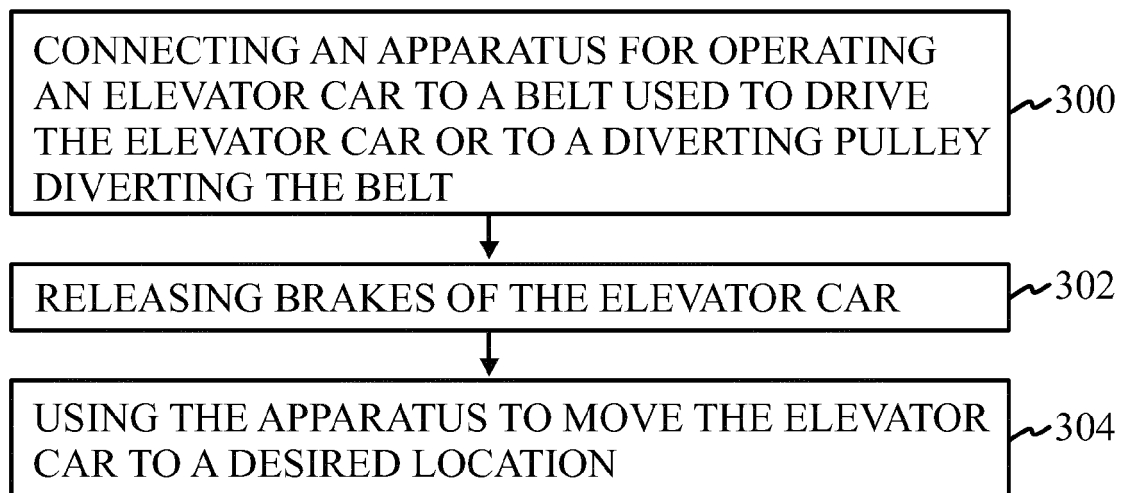 CONNECTING AN APPARATUS FOR OPERATING
AN ELEVATOR CAR TO A BELT USED TO DRIVE
THE ELEVATOR CAR OR TO A DIVERTING PULLEY
DIVERTING THE BELT
300
RELEASING BRAKES OF THE ELEVATOR CAR
302
USING THE APPARATUS TO MOVE THE ELEVATOR
CAR TO A DESIRED LOCATION
304